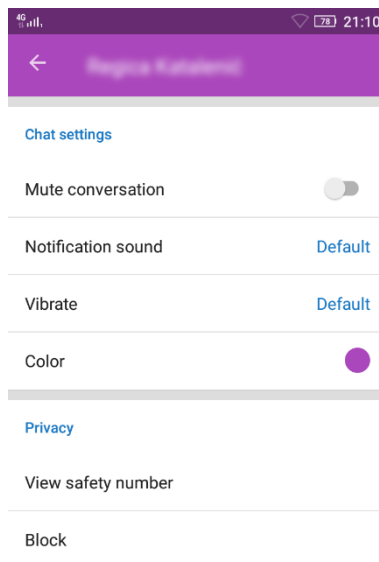 4G 78 21:10
Chat settings
Mute conversation
Notification sound Default
Vibrate Default
Color
Privacy
View safety number
Block